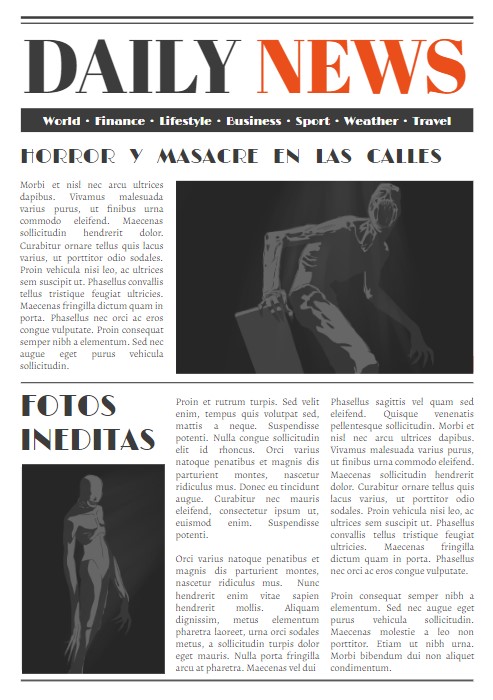 DAILY NEWS
World · Finance · Lifestyle · Business · Sport · Weather · Travel
HORROR Y MASACRE EN LAS CALLES
Morbi et nisl nec arcu ultrices
dapibus. Vivamus malesuada
varius purus, ut finibus urna
commodo eleifend. Maecenas
sollicitudin hendrerit dolor.
Curabitur ornare tellus quis lacus
varius, ut porttitor odio sodales.
Proin vehicula nisi leo, ac ultrices
sem suscipit ut. Phasellus convallis
tellus tristique feugiat ultricies.
Maecenas fringilla dictum quam in
porta. Phasellus nec orci ac eros
congue vulputate. Proin consequat
semper nibh a elementum. Sed nec
augue eget purus vehicula
sollicitudin.
FOTOS
INEDITAS
Proin et rutrum turpis. Sed velit
enim, tempus quis volutpat sed,
mattis a neque. Suspendisse
potenti. Nulla congue sollicitudin
elit id rhoncus. Orci varius
natoque penatibus et magnis dis
parturient montes, nascetur
ridiculus mus. Donec eu tincidunt
augue. Curabitur nec mauris
eleifend, consectetur ipsum ut,
euismod enim. Suspendisse
potenti.
Orci varius natoque penatibus et
magnis dis parturient montes,
nascetur ridiculus mus. Nunc
hendrerit enim vitae sapien
hendrerit mollis. Aliquam
dignissim, metus elementum
pharetra laoreet, urna orci sodales
metus, a sollicitudin turpis dolor
eget mauris. Nulla porta fringilla
arcu at pharetra. Maecenas vel dui
Phasellus sagittis vel quam sed
eleifend. Quisque venenatis
pellentesque sollicitudin. Morbi et
nisl nec arcu ultrices dapibus.
Vivamus malesuada varius purus,
ut finibus urna commodo eleifend.
Maecenas sollicitudin hendrerit
dolor. Curabitur ornare tellus quis
lacus varius, ut porttitor odio
sodales. Proin vehicula nisi leo, ac
ultrices sem suscipit ut. Phasellus
convallis tellus tristique feugiat
ultricies. Maecenas fringilla
dictum quam in porta. Phasellus
nec orci ac eros congue vulputate.
Proin consequat semper nibh a
elementum. Sed nec augue eget
purus vehicula sollicitudin.
Maecenas molestie a leo non
porttitor. Etiam ut nibh urna.
Morbi bibendum dui non aliquet
condimentum.